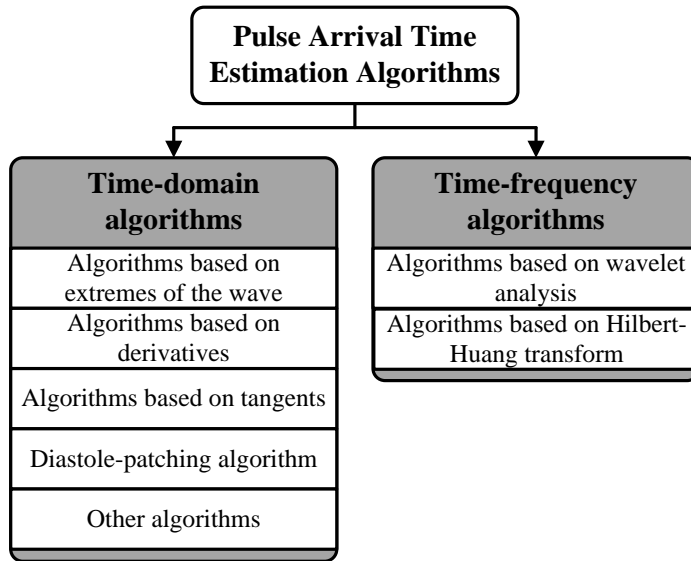 Pulse Arrival Time
Estimation Algorithms
Time-domain
algorithms
Algorithms based on
extremes of the wave
Algorithms based on
derivatives
Algorithms based on tangents
Diastole-patching algorithm
Other algorithms
Time-frequency
algorithms
Algorithms based on wavelet
analysis
Algorithms based on Hilbert-
Huang transform